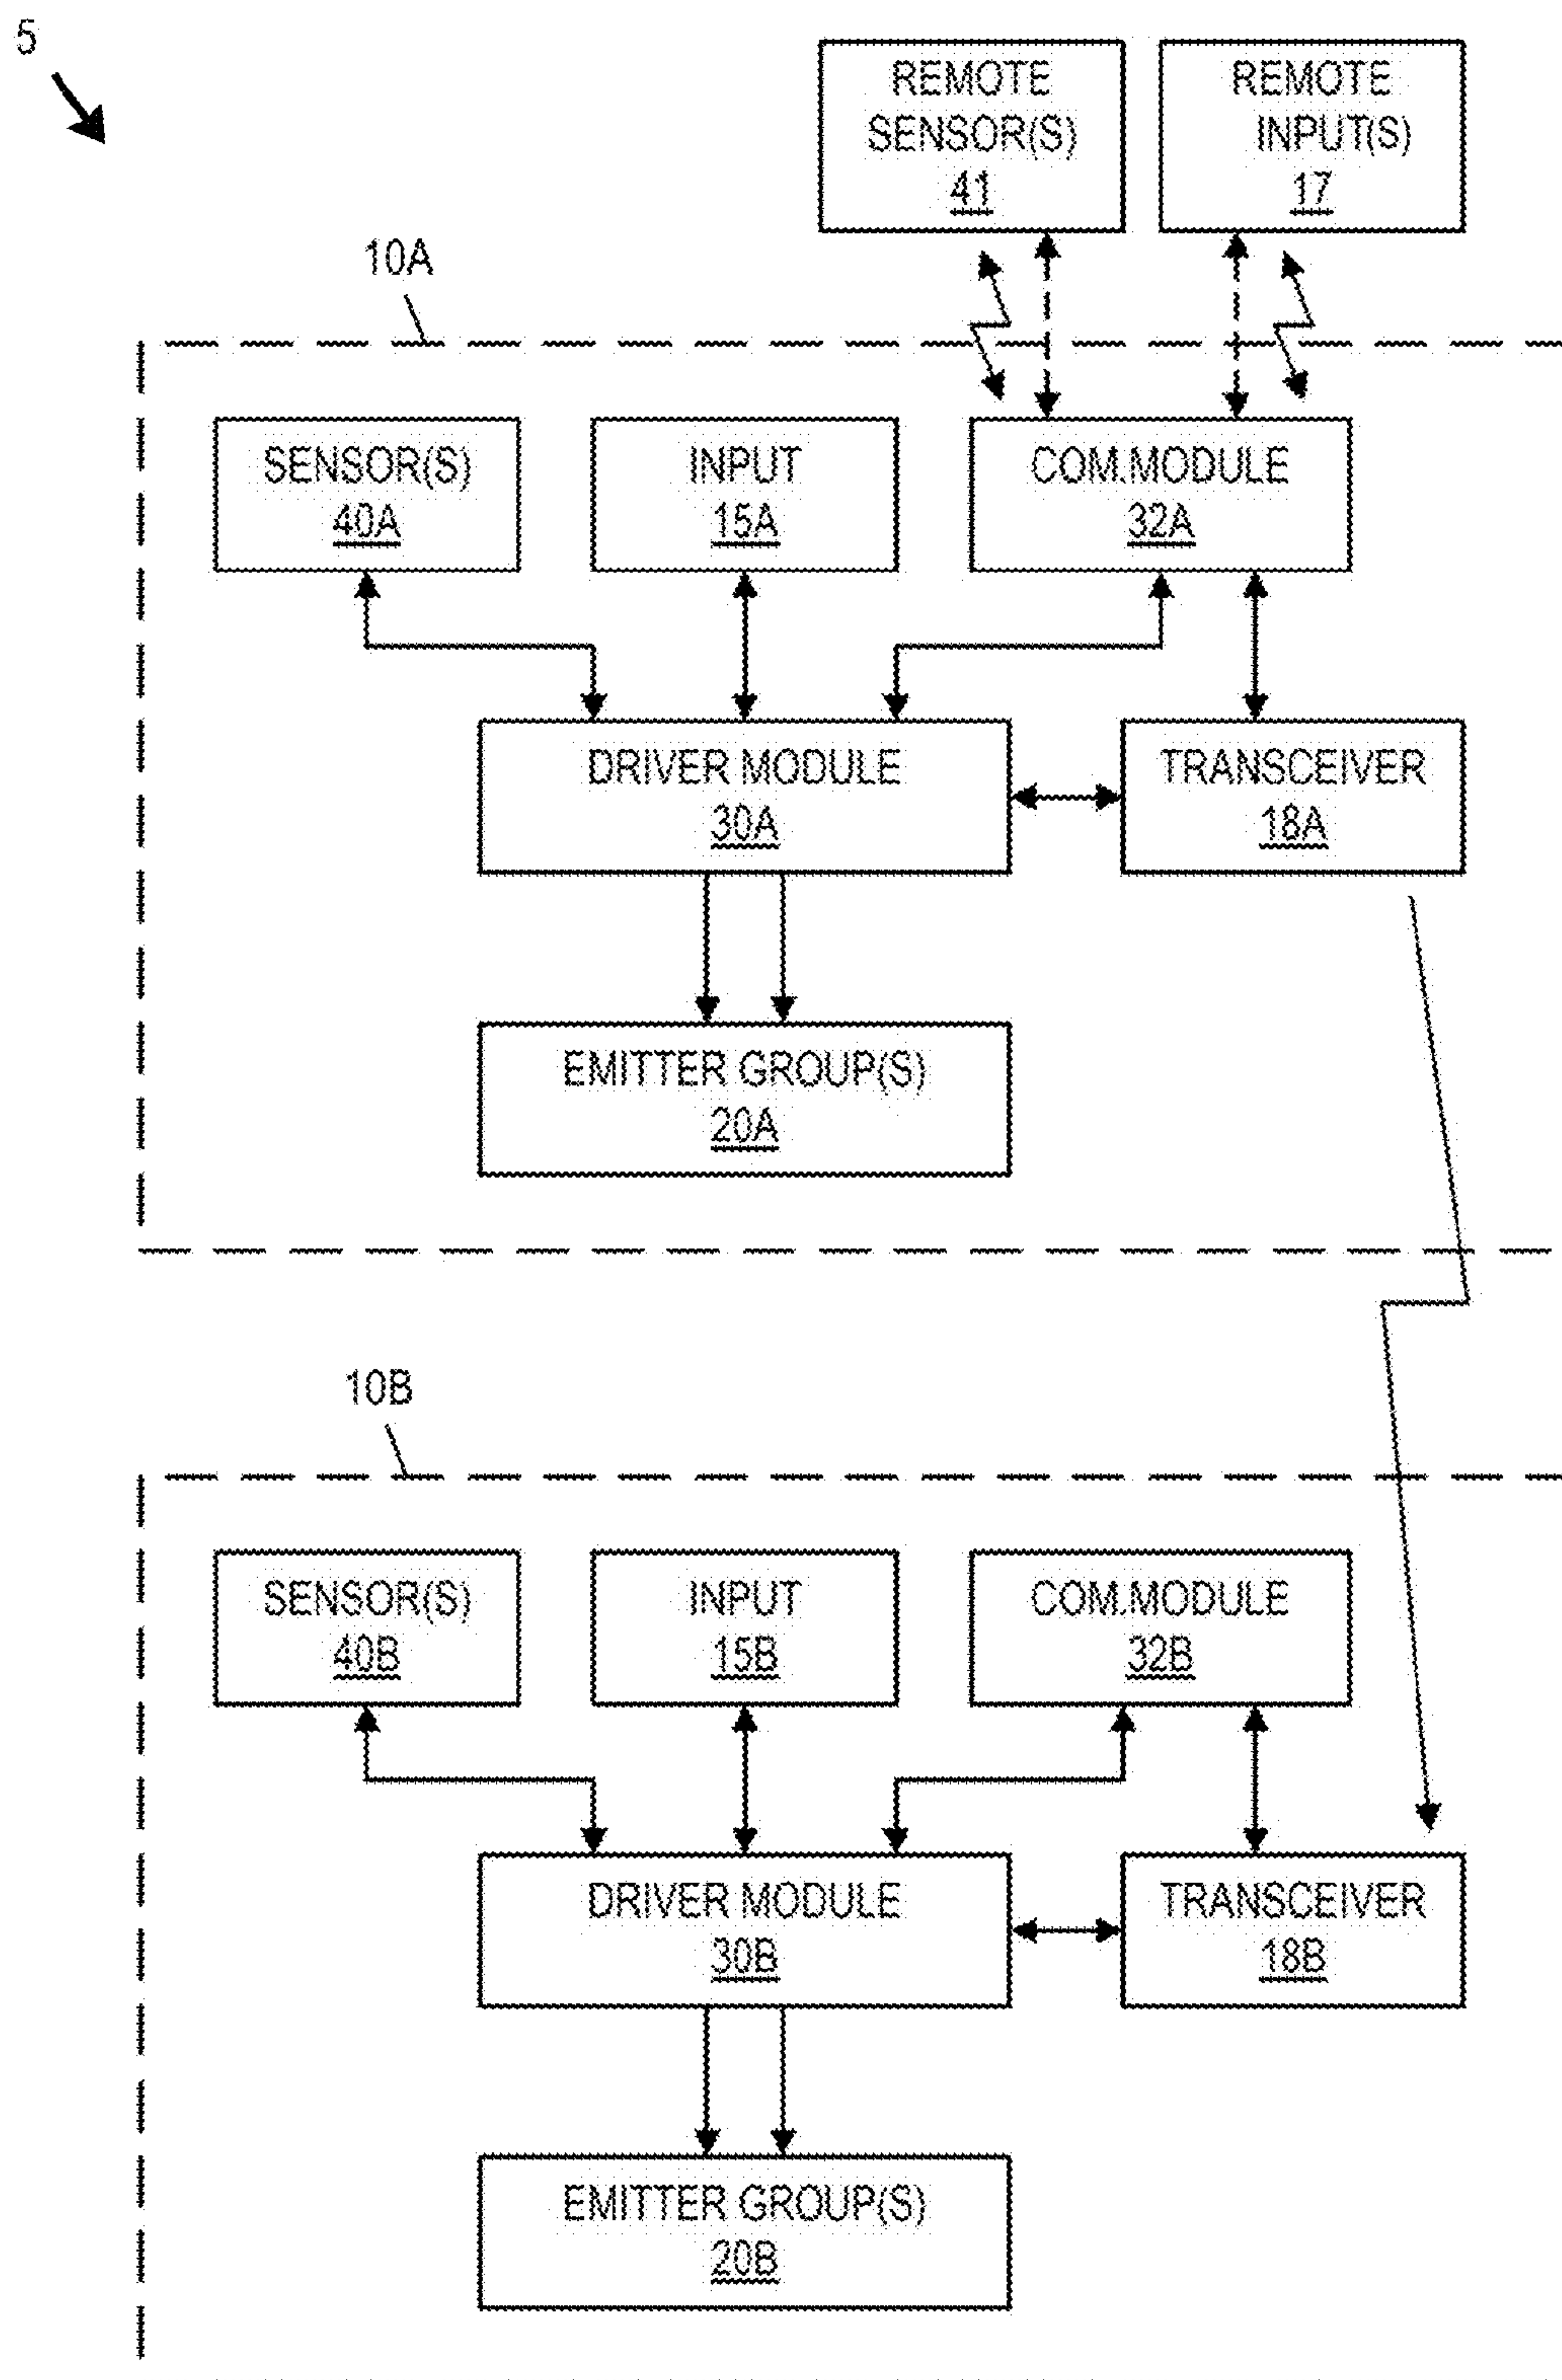 5
REMOTE
SENSOR(S)
41
REMOTE
INPUT(S)
17
10A
SENSOR(S)
40A
INPUT
15A
COM.MODULE
32A
DRIVER MODULE
30A
TRANSCEIVER
18A
EMITTER GROUP(S)
20A
10B
SENSOR(S)
40B
INPUT
15B
COM.MODULE
32B
DRIVER MODULE
30B
TRANSCEIVER
18B
EMITTER GROUP(S)
20B